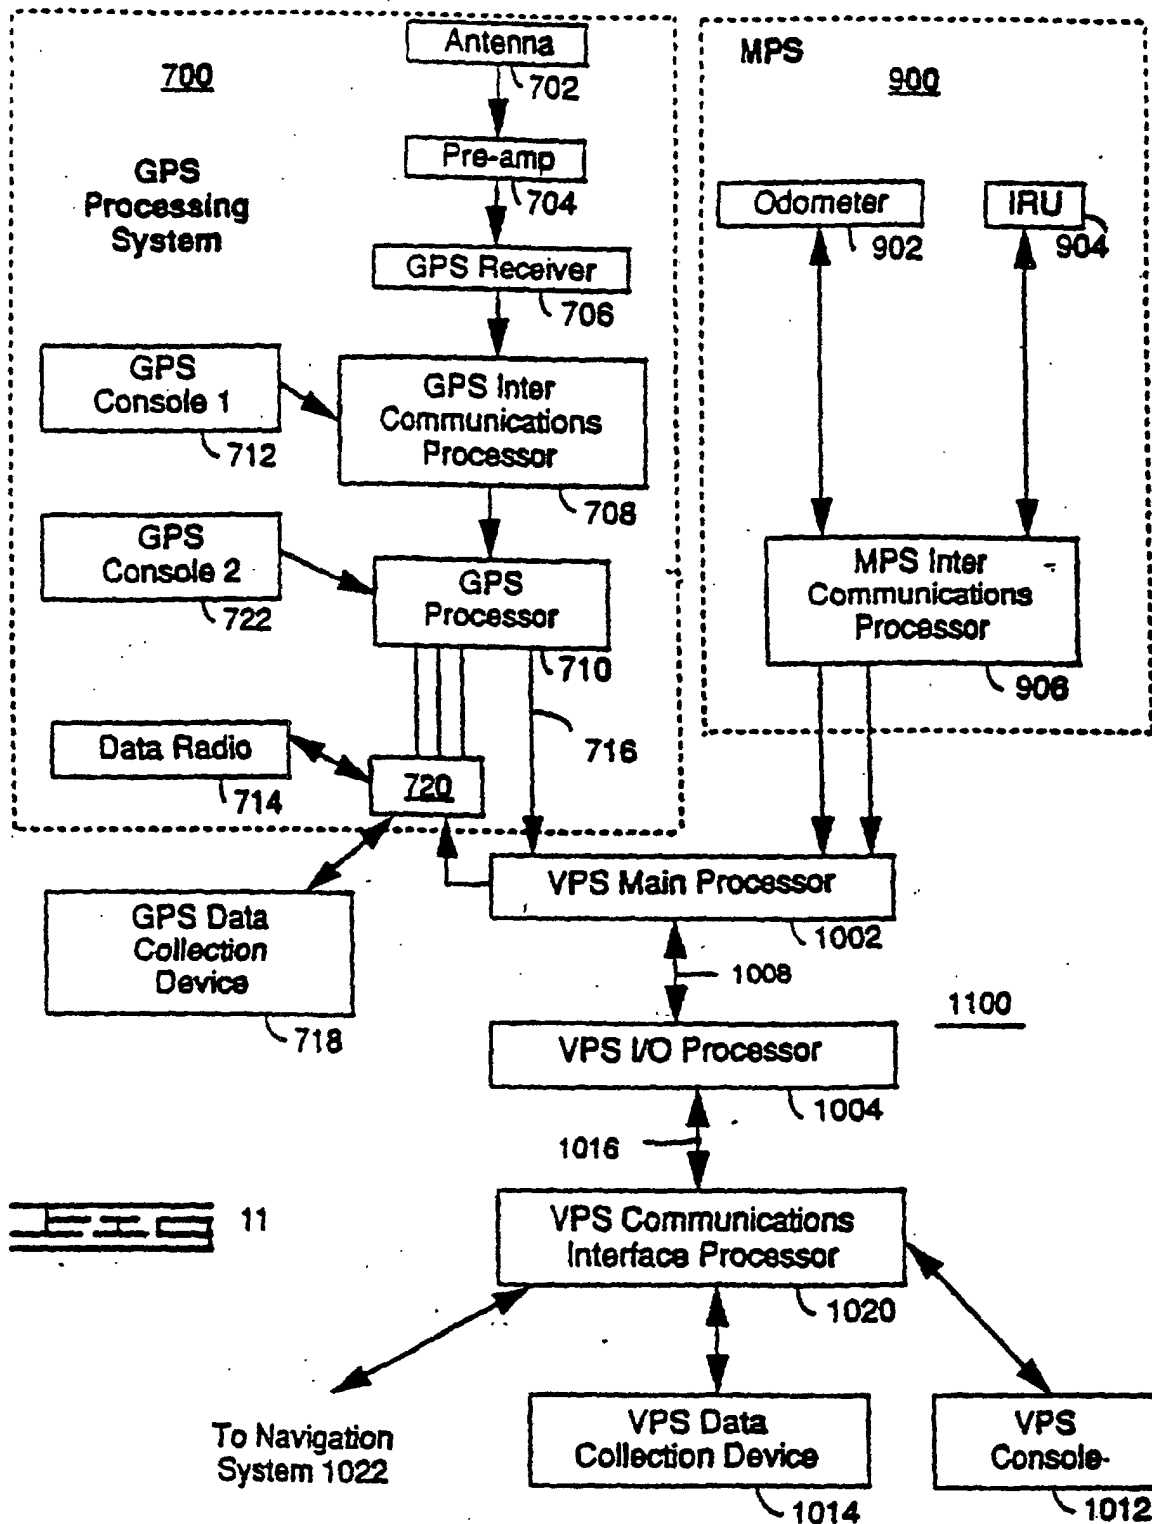 700
GPS
Processing
System
Antenna
702
Pre-amp
704
GPS Receiver
706
GPS
Console 1
712
GPS Inter
Communications
Processor
708
GPS
Console 2
722
GPS
Processor
710
716
Data Radio
714
720
MPS
900
Odometer
902
IRU
904
MPS Inter
Communications
Processor
906
GPS Data
Collection
Device
718
VPS Main Processor
1002
1008
1100
VPS I/O Processor
1004
1016
11
VPS Communications
Interface Processor
1020
To Navigation
System 1022
VPS Data
Collection Device
1014
VPS
Console
1012